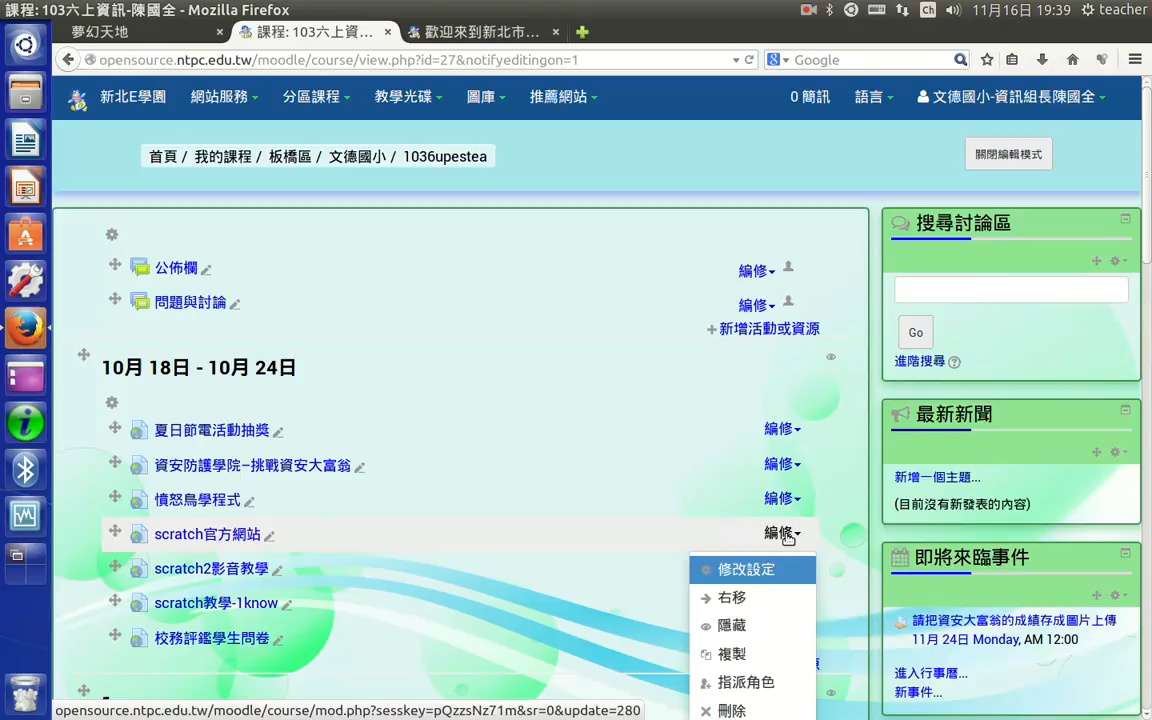 課程: 103六上資訊-陳國全 - Mozilla Firefox
Ch
11月16日 19:39
teacher
夢幻天地
課程: 103六上資...
歡迎來到新北市...
opensource.ntpc.edu.tw/moodle/course/view.php?id=27&notifyeditingon=1
Google
新北E學園 網站服務 分區課程 教學光碟 圖庫 推薦網站 0 簡訊 語言 文德國小-資訊組長陳國全
首頁 / 我的課程 / 板橋區 / 文德國小 / 1036upestea
關閉編輯模式
公佈欄 編修
問題與討論 編修
新增活動或資源
10月 18日 - 10月 24日
夏日節電活動抽獎 編修
資安防護學院–挑戰資安大富翁 編修
憤怒鳥學程式 編修
scratch官方網站 編修
scratch2影音教學
scratch教學-1know
校務評鑑學生問卷
修改設定
右移
隱藏
複製
指派角色
刪除
搜尋討論區
Go
進階搜尋
最新新聞
新增一個主題...
(目前沒有新發表的內容)
即將來臨事件
請把資安大富翁的成績存成圖片上傳
11月 24日 Monday, AM 12:00
進入行事曆...
新事件...
opensource.ntpc.edu.tw/moodle/course/mod.php?sesskey=pQzzsNz71m&sr=0&update=280